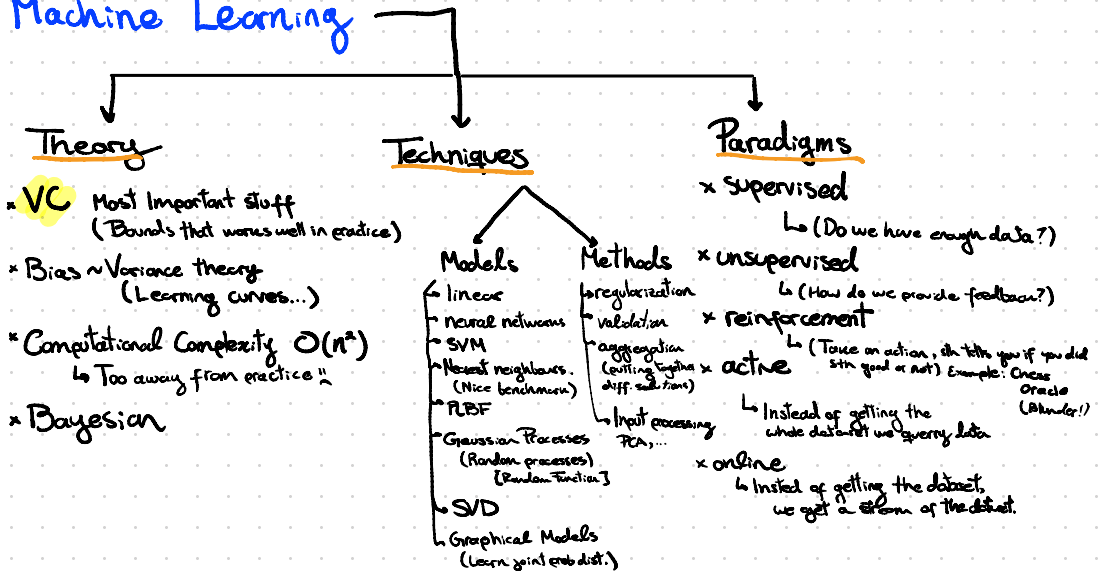 Machine Learning
Theory
× VC Most Important stuff
(Bounds that works well in practice)
× Bias ~ Variance theory
(Learning curves...)
× Computational Complexity O(n²)
↳ Too away from practice
× Bayesian
Techniques
Models
linear
neural networks
SVM
Nearest neighbours.
(Nice benchmark)
RBF
Gaussian Processes
(Random processes)
[Random Function]
SVD
Graphical Models
(Learn joint prob dist.)
Methods
regularization
validation
aggregation
(putting together
diff. solutions)
Input processing
PCA,...
Paradigms
× supervised
↳ (Do we have enough data?)
× unsupervised
↳ (How do we provide feedback?)
× reinforcement
↳ (Take an action, sth tells you if you did
sth good or not) Example: Chess
Oracle
(Blunder!)
× active
↳ Instead of getting the
whole dataset we querry data
× online
↳ Insted of getting the dataset,
we get a stream of the dataset.